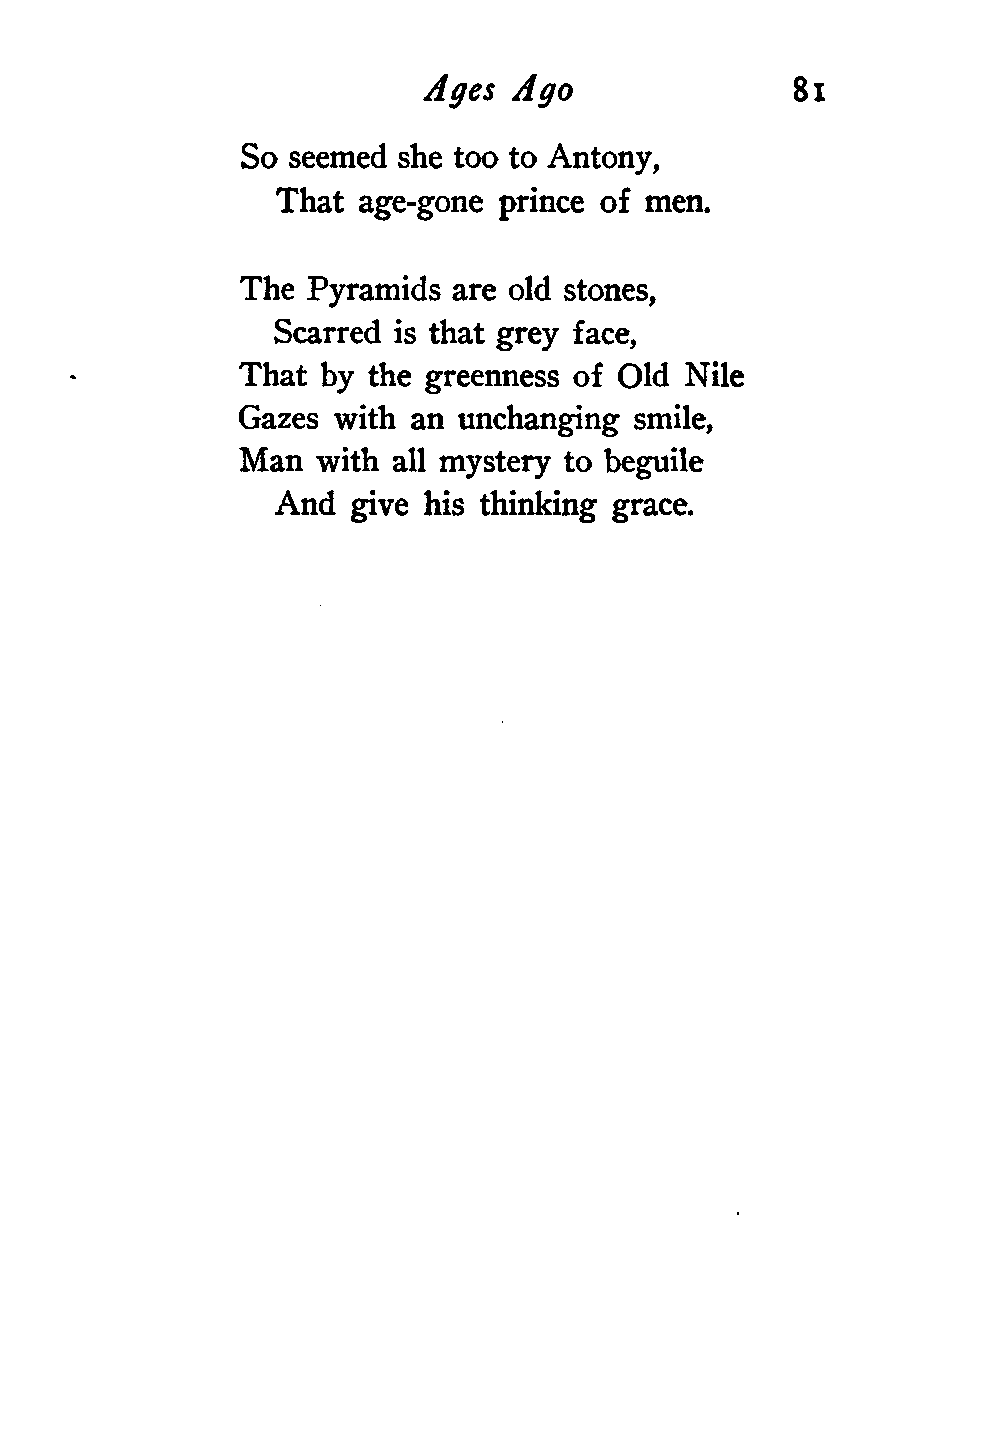 Ages Ago 81
So seemed she too to Antony,
That age-gone prince of men.
The Pyramids are old stones,
Scarred is that grey face,
That by the greenness of Old Nile
Gazes with an unchanging smile,
Man with all mystery to beguile
And give his thinking grace.